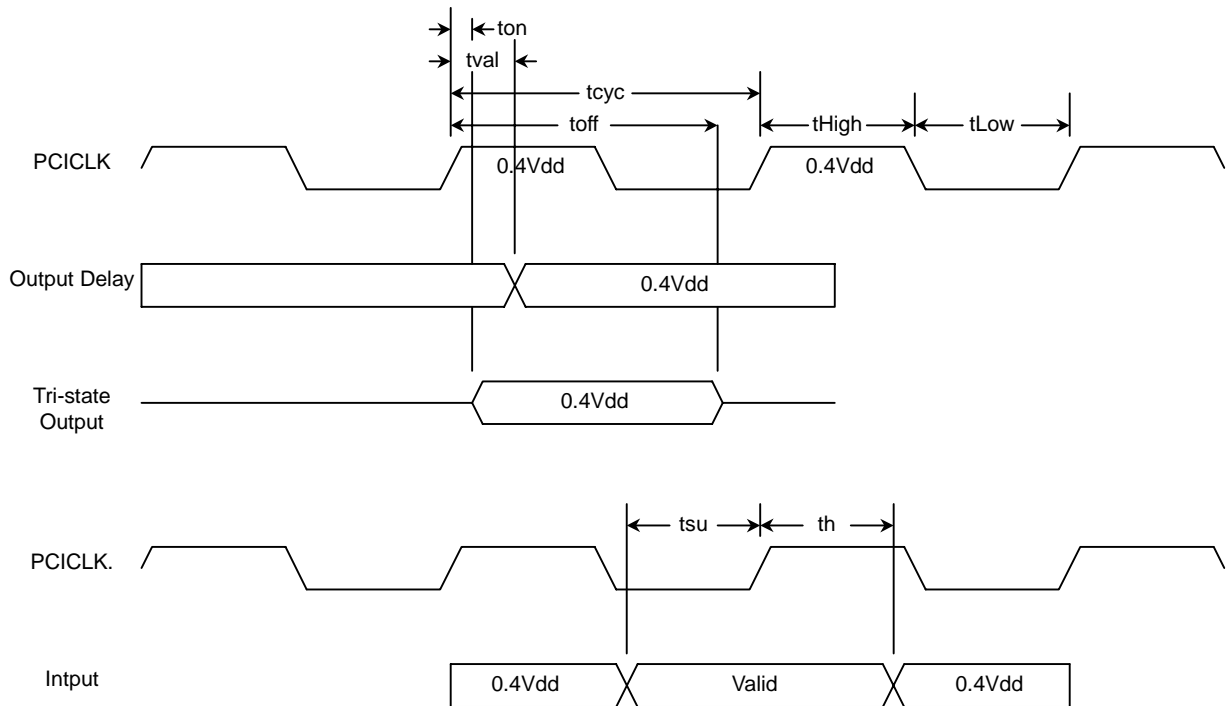 ton
tval
tcyc
toff
tHigh
tLow
PCICLK
0.4Vdd
0.4Vdd
Output Delay
0.4Vdd
Tri-state
Output
0.4Vdd
tsu
th
PCICLK.
Intput
0.4Vdd
Valid
0.4Vdd